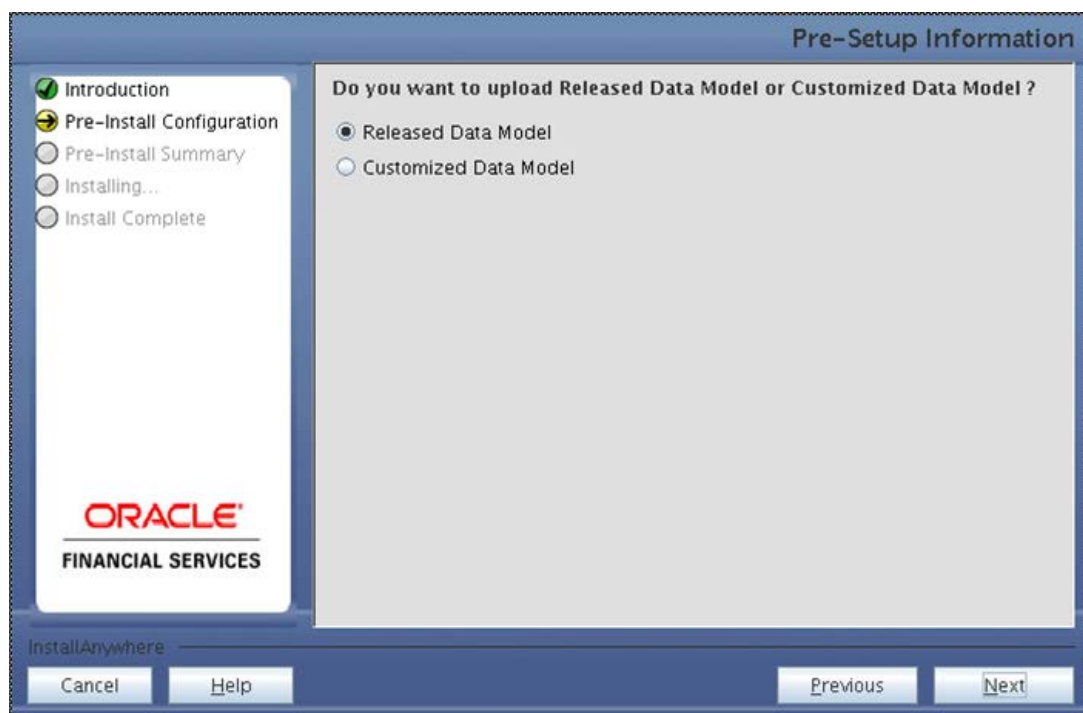 Pre-Setup Information
Introduction
Pre-Install Configuration
Pre-Install Summary
Installing...
Install Complete
ORACLE®
FINANCIAL SERVICES
Do you want to upload Released Data Model or Customized Data Model ?
Released Data Model
Customized Data Model
InstallAnywhere
Cancel
Help
Previous
Next